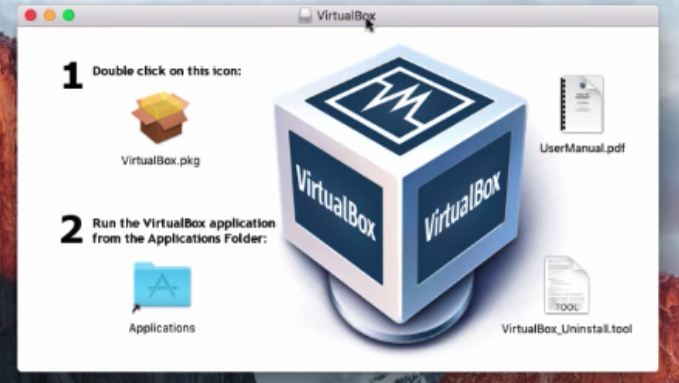 VirtualBox
1
Double click on this icon:
VirtualBox.pkg
2
Run the VirtualBox application
from the Applications Folder:
Applications
VirtualBox
VirtualBox
UserManual.pdf
TOOL
VirtualBox_Uninstall.tool